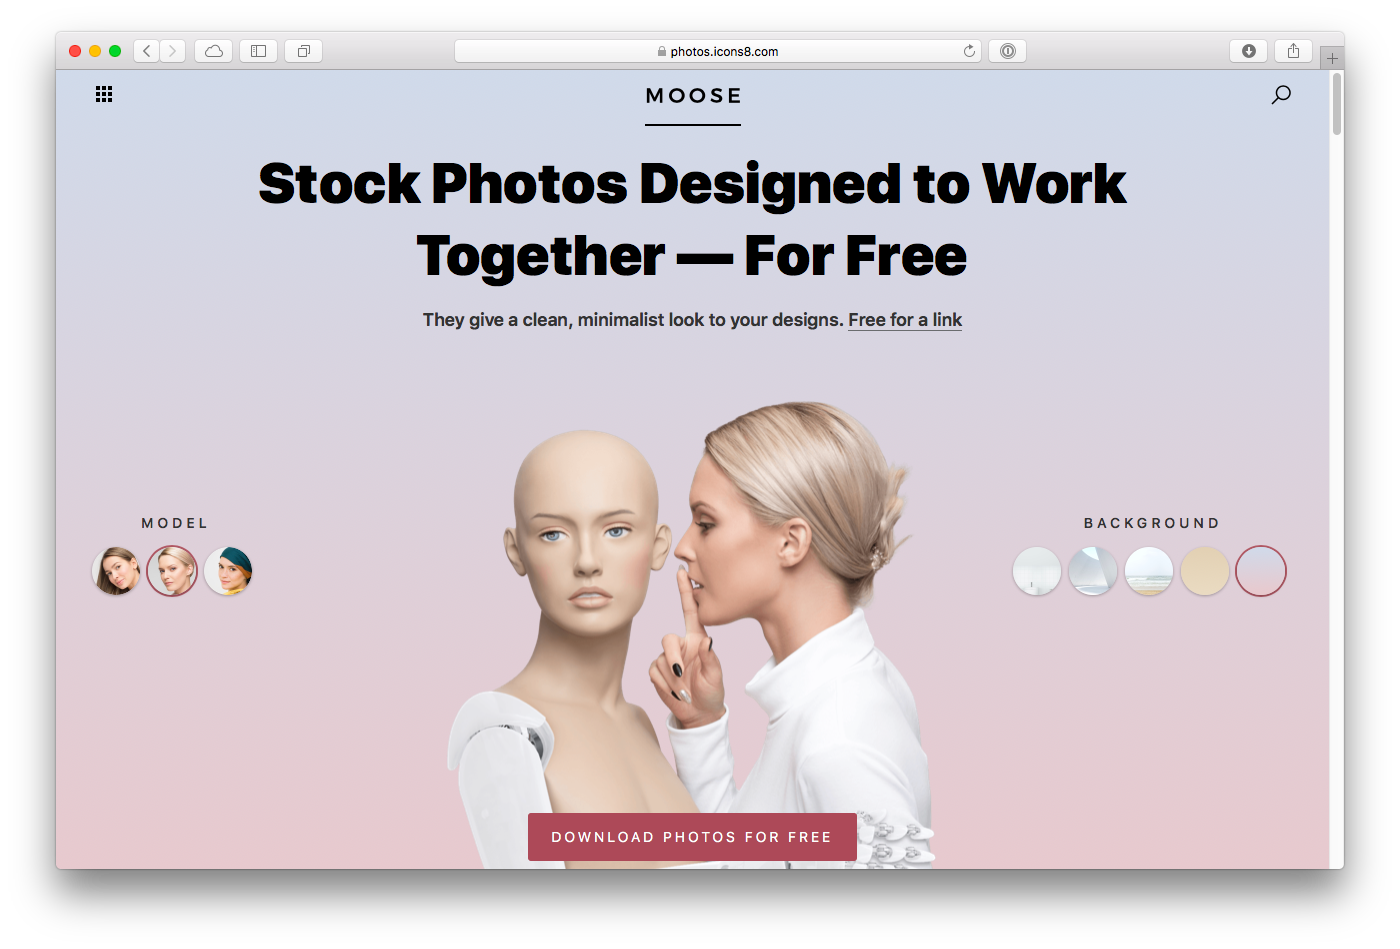 photos.icons8.com
MOOSE
Stock Photos Designed to Work
Together — For Free
They give a clean, minimalist look to your designs. Free for a link
MODEL
BACKGROUND
DOWNLOAD PHOTOS FOR FREE